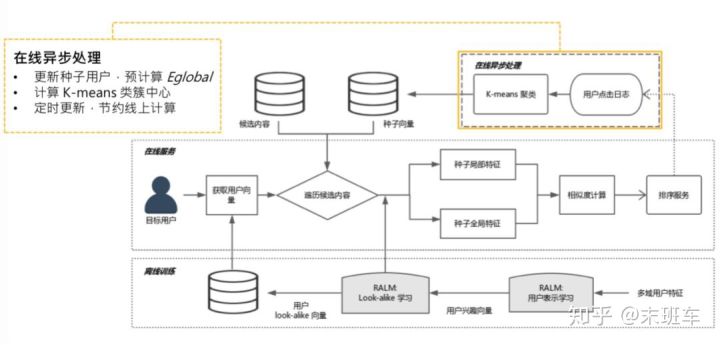 在线异步处理
• 更新种子用户，预计算 Eglobal
• 计算 K-means 类簇中心
• 定时更新，节约线上计算
在线异步处理
K-means 聚类
用户点击日志
候选内容
种子向量
在线服务
目标用户
获取用户向
量
遍历候选内容
种子局部特征
种子全局特征
相似度计算
排序服务
离线训练
用户
look-alike 向量
RALM:
Look-alike 学习
用户兴趣向量
RALM:
用户表示学习
多域用户特征
知乎 @末班车